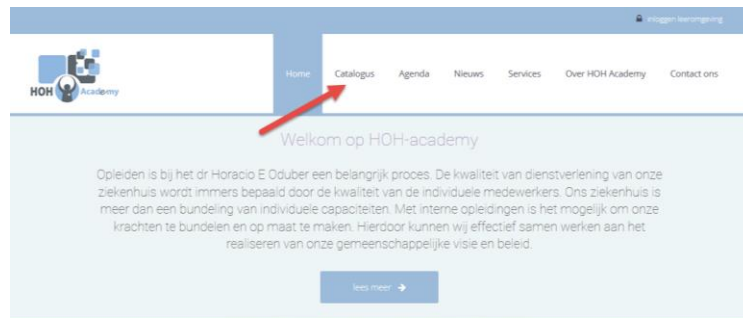 inloggen leeromgeving
HOH Academy
Home Catalogus Agenda Nieuws Services Over HOH Academy Contact ons
Welkom op HOH-academy
Opleiden is bij het dr Horacio E Oduber een belangrijk proces. De kwaliteit van dienstverlening van onze
ziekenhuis wordt immers bepaald door de kwaliteit van de individuele medewerkers. Ons ziekenhuis is
meer dan een bundeling van individuele capaciteiten. Met interne opleidingen is het mogelijk om onze
krachten te bundelen en op maat te maken. Hierdoor kunnen wij effectief samen werken aan het
realiseren van onze gemeenschappelijke visie en beleid.
lees meer